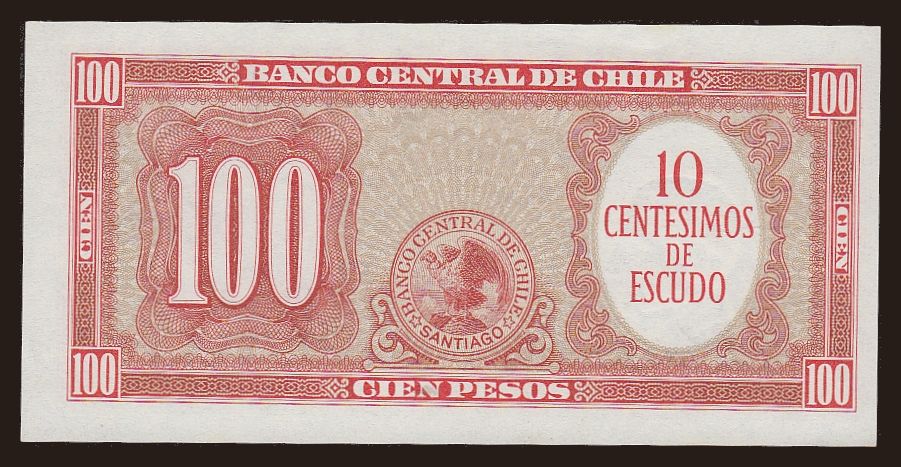 100 BANCO CENTRAL DE CHILE 100
CIEN
100
BANCO CENTRAL DE CHILE
SANTIAGO
10
CENTESIMOS
DE
ESCUDO
CIEN
100 CIEN PESOS 100